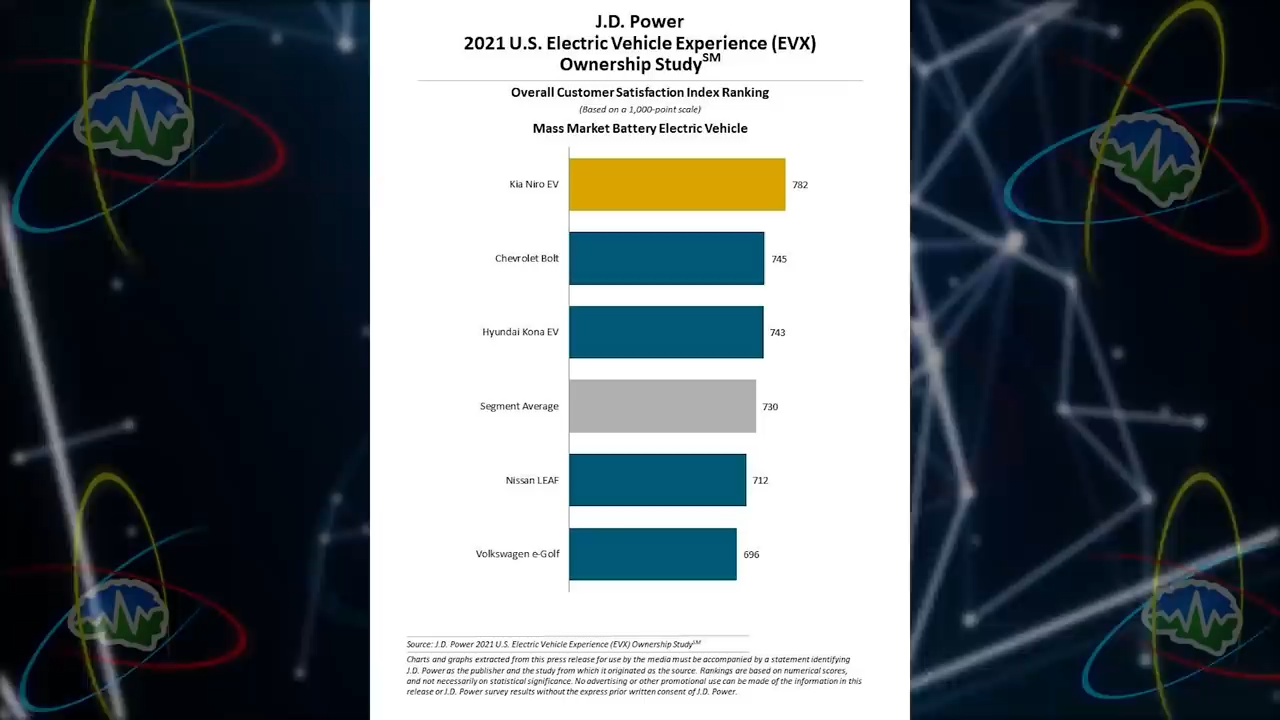 J.D. Power
2021 U.S. Electric Vehicle Experience (EVX)
Ownership StudySM
Overall Customer Satisfaction Index Ranking
(Based on a 1,000-point scale)
Mass Market Battery Electric Vehicle
Kia Niro EV 782
Chevrolet Bolt 745
Hyundai Kona EV 743
Segment Average 730
Nissan LEAF 712
Volkswagen e-Golf 696
Source: J.D. Power 2021 U.S. Electric Vehicle Experience (EVX) Ownership StudySM
Charts and graphs extracted from this press release for use by the media must be accompanied by a statement identifying
J.D. Power as the publisher and the study from which it originated as the source. Rankings are based on numerical scores,
and not necessarily on statistical significance. No advertising or other promotional use can be made of the information in this
release or J.D. Power survey results without the express prior written consent of J.D. Power.